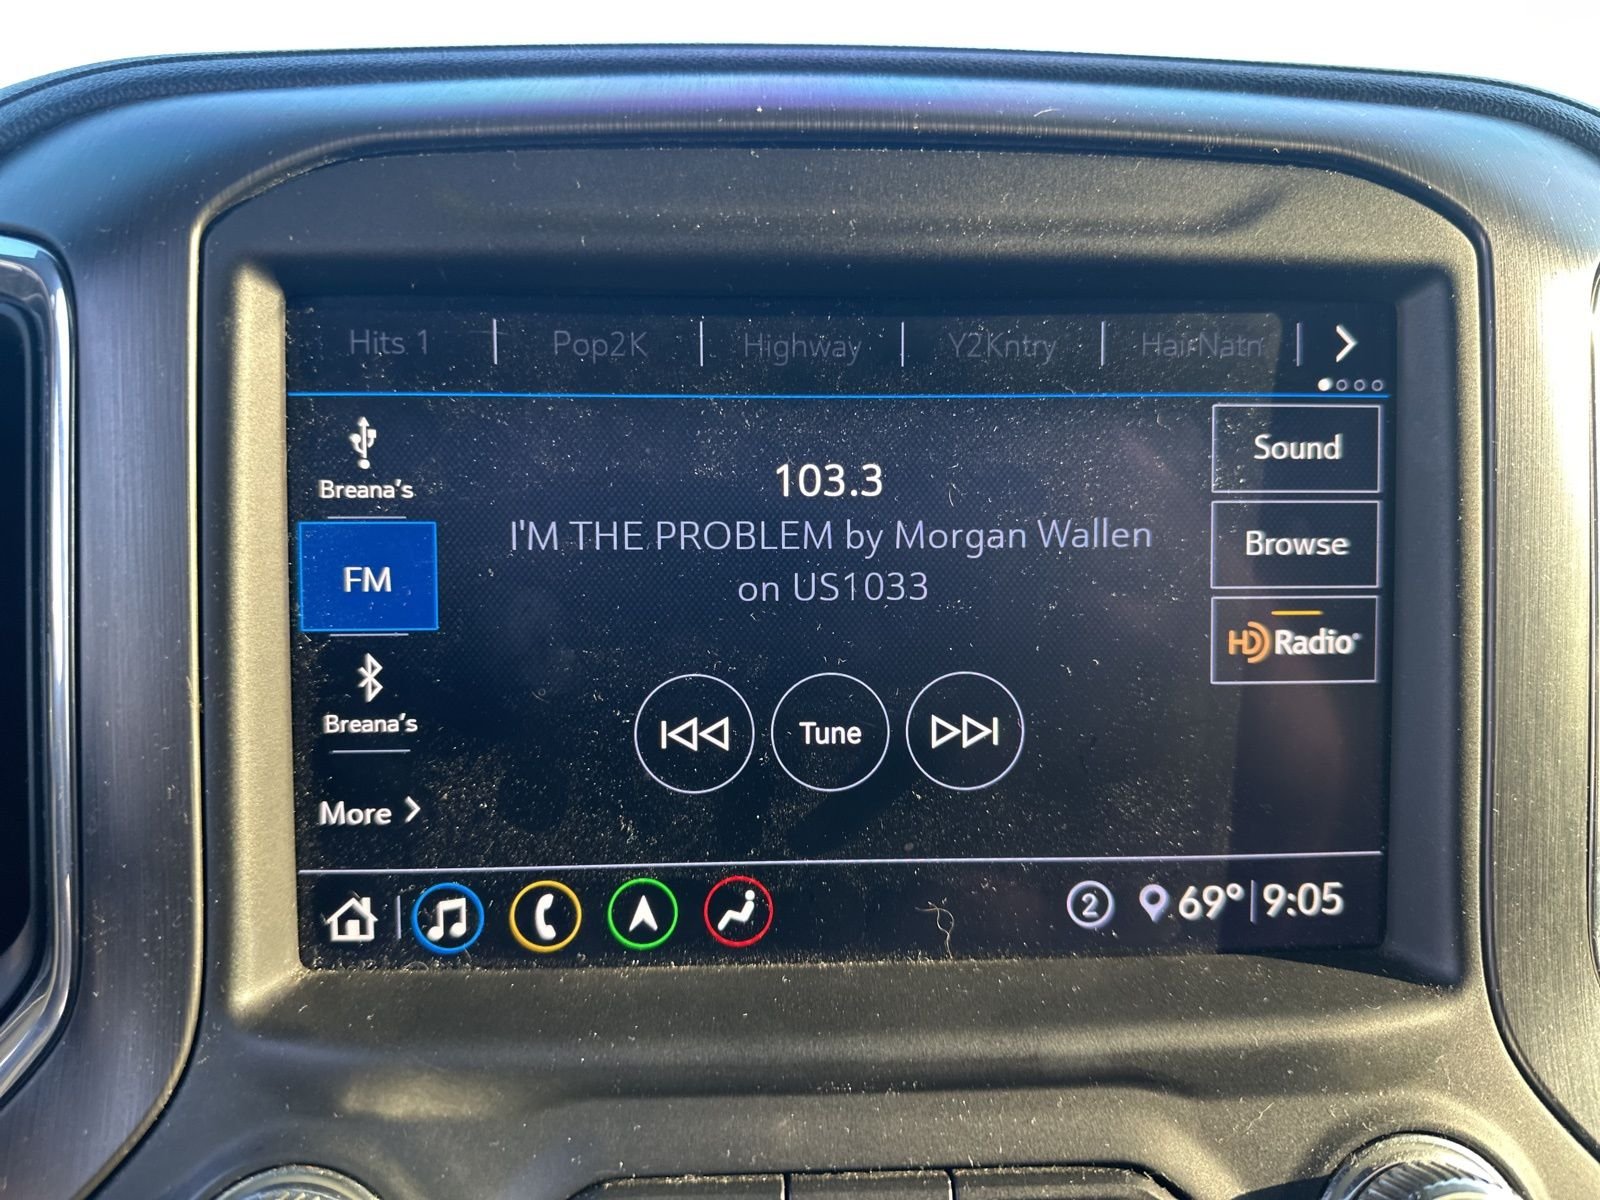 Hits 1 | Pop2K | Highway | Y2Kntry | HairNatn |
Breana's
FM
Breana's
More
103.3
I'M THE PROBLEM by Morgan Wallen
on US1033
Tune
Sound
Browse
HD Radio
2 69° | 9:05